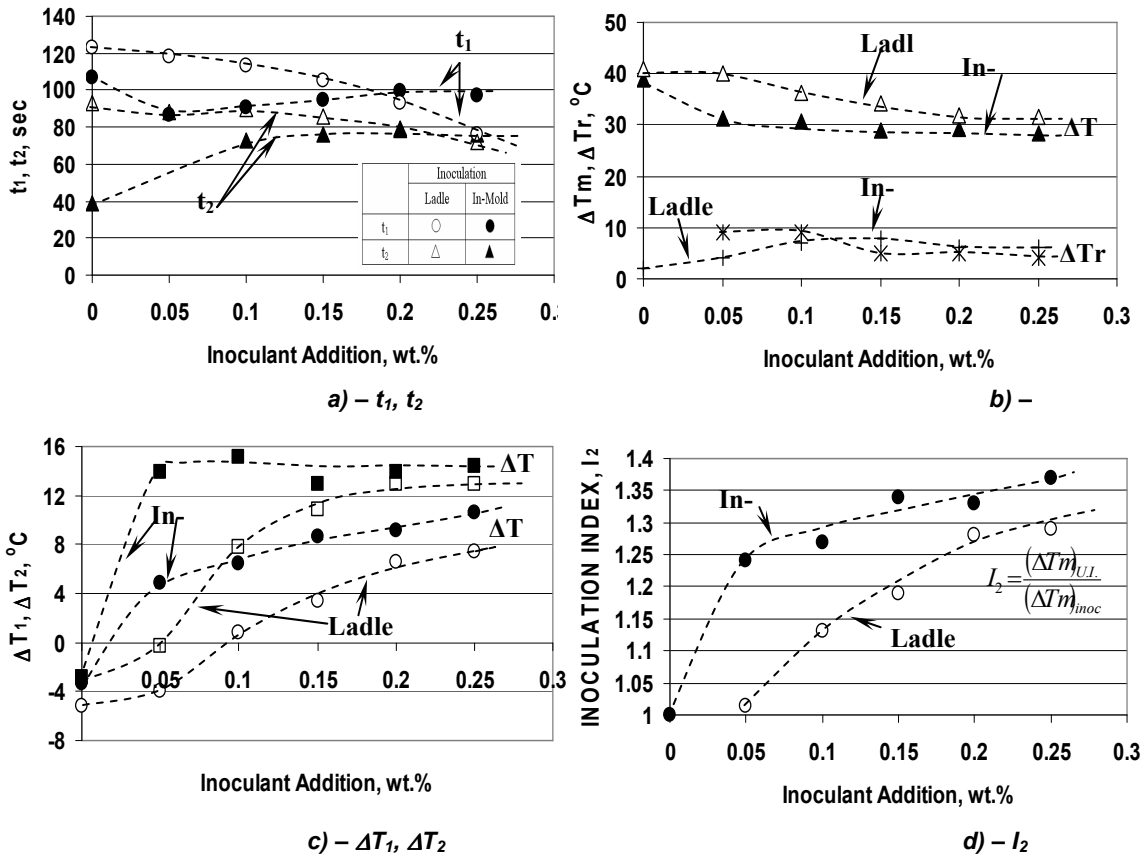 140
120
100
80
60
40
20
0
t₁, t₂, sec
0 0.05 0.1 0.15 0.2 0.25 0.3
Inoculant Addition, wt.%
t₁
t₂
Inoculation
Ladle In-Mold
t₁
t₂
a) – t₁, t₂
50
40
30
20
10
0
ΔTm, ΔTr, °C
0 0.05 0.1 0.15 0.2 0.25 0.3
Inoculant Addition, wt.%
Ladl
In-
ΔT
Ladle
In-
ΔTr
b) –
16
12
8
4
0
-4
-8
ΔT₁, ΔT₂, °C
0 0.05 0.1 0.15 0.2 0.25 0.3
Inoculant Addition, wt.%
ΔT
In-
ΔT
Ladle
c) – ΔT₁, ΔT₂
1.4
1.35
1.3
1.25
1.2
1.15
1.1
1.05
1
INOCULATION INDEX, I₂
0 0.05 0.1 0.15 0.2 0.25 0.3
Inoculant Addition, wt.%
In-
I₂ = (ΔTm)U.I. / (ΔTm)inoc
Ladle
d) – I₂